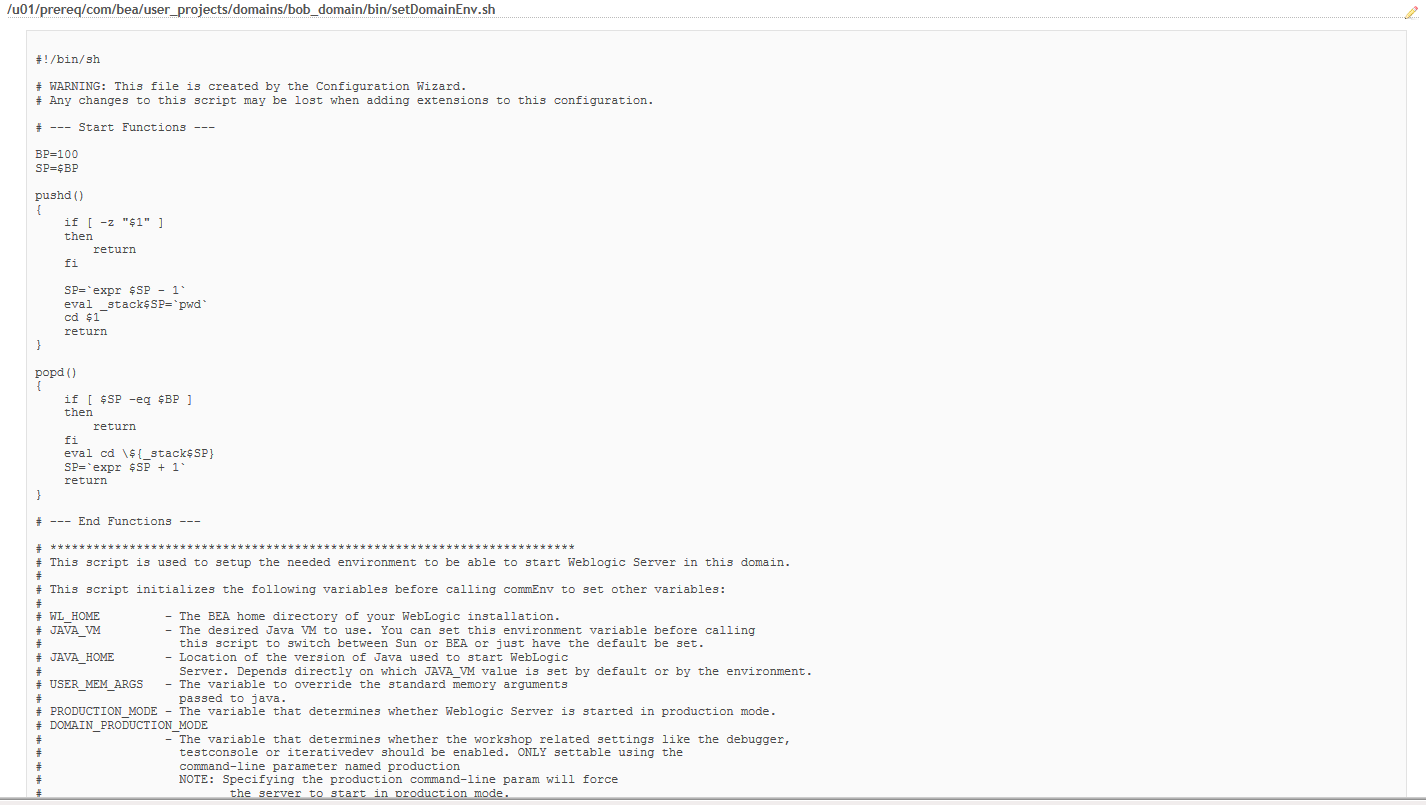 /u01/prereq/com/bea/user_projects/domains/bob_domain/bin/setDomainEnv.sh
#!/bin/sh
# WARNING: This file is created by the Configuration Wizard.
# Any changes to this script may be lost when adding extensions to this configuration.
# --- Start Functions ---
BP=100
SP=$BP
pushd()
{
    if [ -z "$1" ]
    then
        return
    fi
    SP=`expr $SP - 1`
    eval _stack$SP=`pwd`
    cd $1
    return
}
popd()
{
    if [ $SP -eq $BP ]
    then
        return
    fi
    eval cd \${_stack$SP}
    SP=`expr $SP + 1`
    return
}
# --- End Functions ---
# *************************************************************************
# This script is used to setup the needed environment to be able to start Weblogic Server in this domain.
#
# This script initializes the following variables before calling commEnv to set other variables:
#
# WL_HOME         - The BEA home directory of your WebLogic installation.
# JAVA_VM         - The desired Java VM to use. You can set this environment variable before calling
#                   this script to switch between Sun or BEA or just have the default be set.
# JAVA_HOME       - Location of the version of Java used to start WebLogic
#                   Server. Depends directly on which JAVA_VM value is set by default or by the environment.
# USER_MEM_ARGS   - The variable to override the standard memory arguments
#                   passed to java.
# PRODUCTION_MODE - The variable that determines whether Weblogic Server is started in production mode.
# DOMAIN_PRODUCTION_MODE
#                 - The variable that determines whether the workshop related settings like the debugger,
#                   testconsole or iterativedev should be enabled. ONLY settable using the
#                   command-line parameter named production
#                   NOTE: Specifying the production command-line param will force
#                          the server to start in production mode.